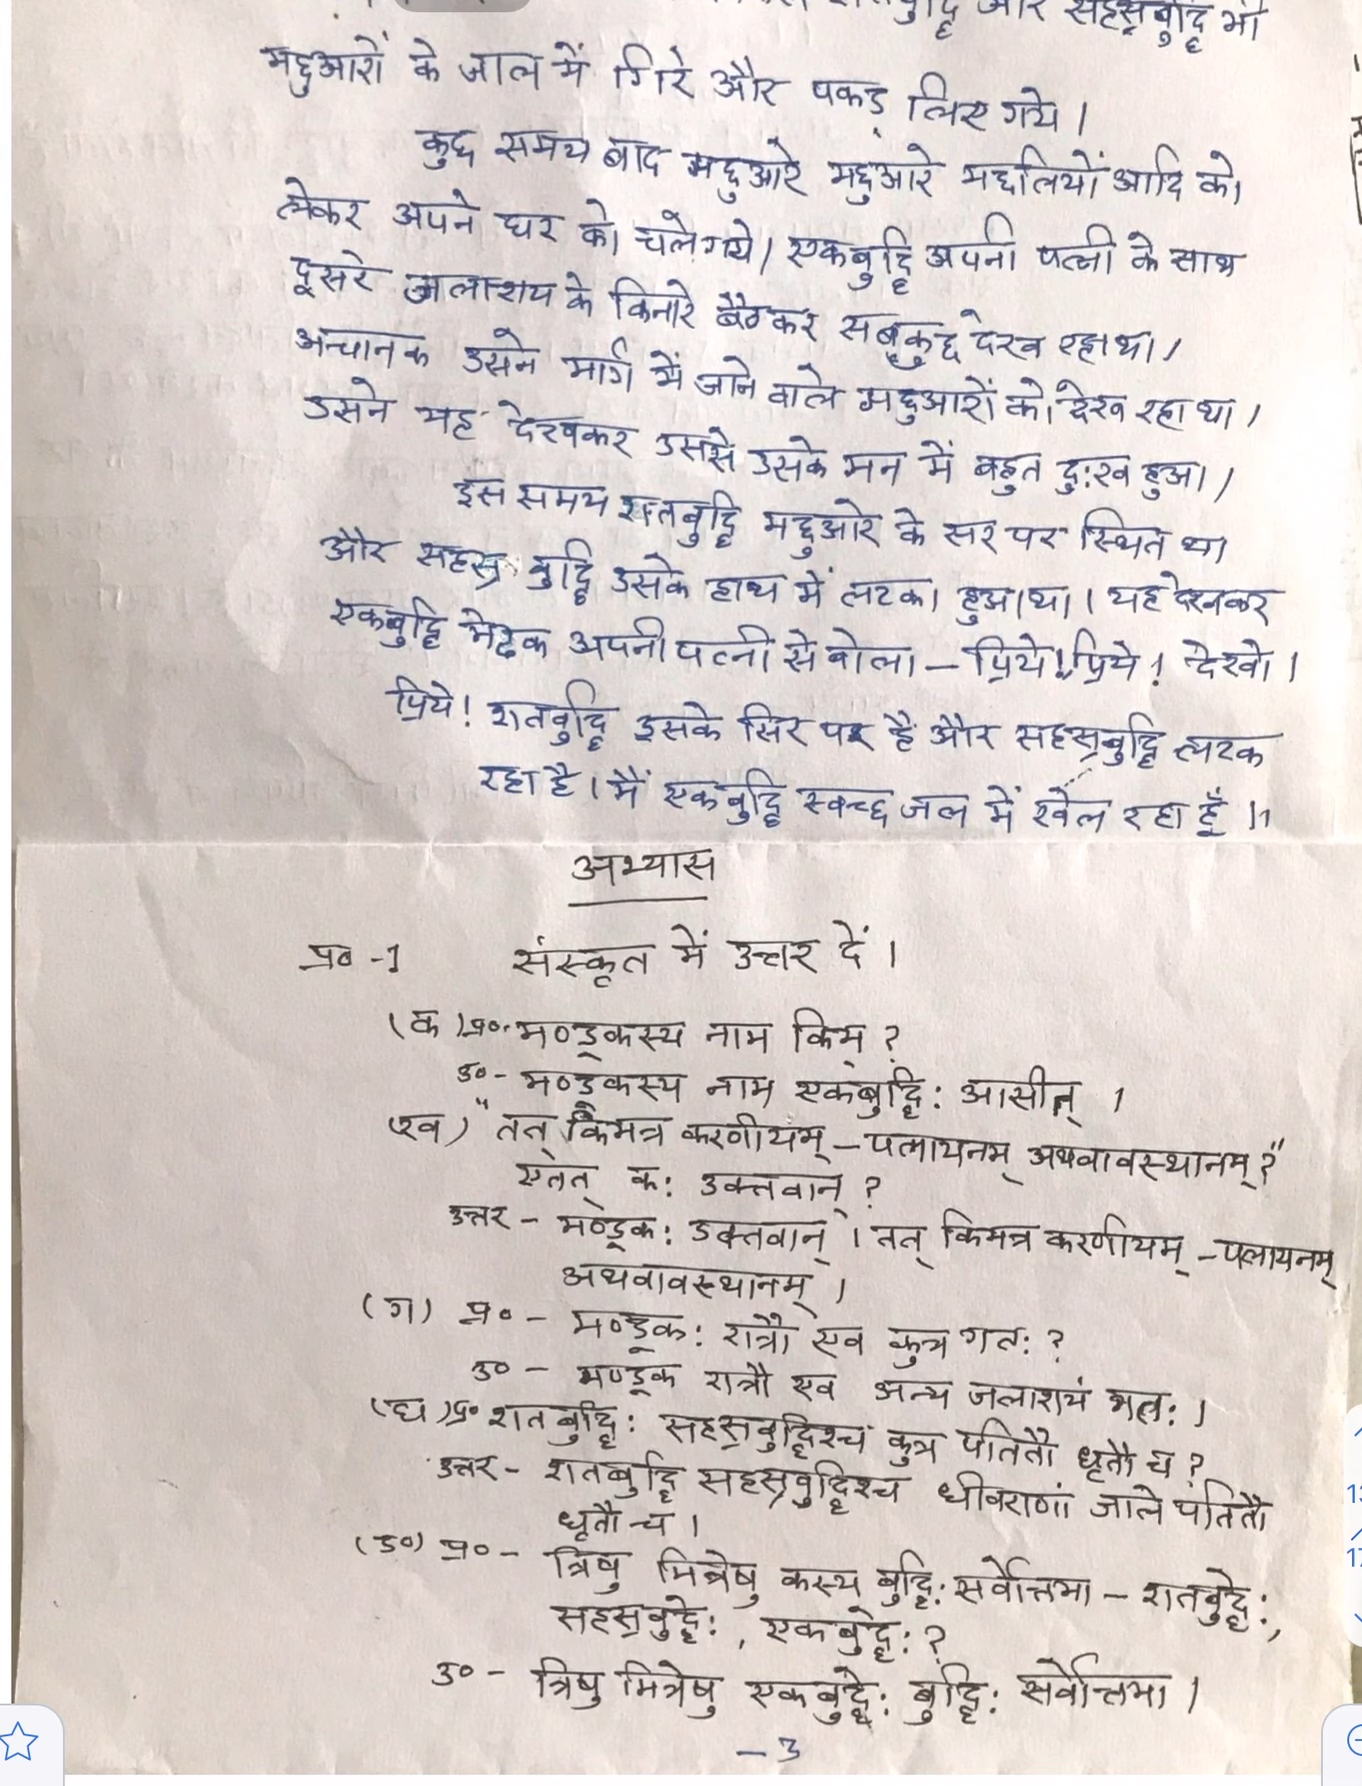 और सहस्रबुद्धि भी
मछुआरों के जाल में गिरे और पकड़ लिए गये।
कुछ समय बाद मछुआरे मछुआरे मछलियों आदि को
लेकर अपने घर को चले गये। एकबुद्धि अपनी पत्नी के साथ
दूसरे जलाशय के किनारे बैठकर सबकुछ देख रहा था।
अचानक उसने मार्ग में जाने वाले मछुआरों को देख रहा था।
उसने यह देखकर उससे उसके मन में बहुत दुःख हुआ।
इस समय शतबुद्धि मछुआरे के सर पर स्थित था
और सहस्र बुद्धि उसके हाथ में लटका हुआ था। यह देखकर
एकबुद्धि मेढक अपनी पत्नी से बोला – प्रिये! प्रिये! देखो।
प्रिये! शतबुद्धि इसके सिर पर है और सहस्रबुद्धि लटक
रहा है। मैं एकबुद्धि स्वच्छ जल में खेल रहा हूँ ॥
अभ्यास
प्र० -1 संस्कृत में उत्तर दें।
(क) प्र०- मण्डूकस्य नाम किम् ?
उ०- मण्डूकस्य नाम एकबुद्धि: आसीत् ।
(ख) "तत् किमत्र करणीयम् – पलायनम् अथवावस्थानम् ?"
एतत् क: उक्तवान् ?
उत्तर - मण्डूक: उक्तवान् । तत् किमत्र करणीयम् – पलायनम्
अथवावस्थानम् ।
(ग) प्र० - मण्डूक: रात्रौ एव कुत्र गत: ?
उ० - मण्डूक रात्रौ एव अन्य जलाशयं गत: ।
(घ) प्र० शतबुद्धि: सहस्रबुद्धिश्च कुत्र पतितौ धृतौ च ?
उत्तर - शतबुद्धि सहस्रबुद्धिश्च धीवराणां जाले पतितौ
धृतौ च ।
(ङ) प्र० - त्रिषु मित्रेषु कस्य बुद्धि: सर्वोत्तमा – शतबुद्धे:,
सहस्रबुद्धे:, एकबुद्धे: ?
उ० - त्रिषु मित्रेषु एकबुद्धे: बुद्धि: सर्वोत्तमा ।
- 3